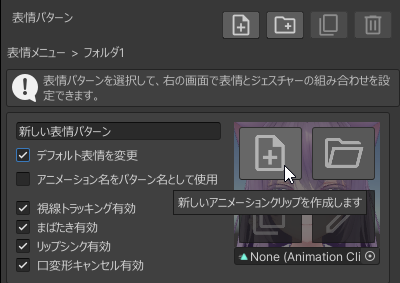 表情パターン
表情メニュー > フォルダ1
表情パターンを選択して、右の画面で表情とジェスチャーの組み合わせを設
定できます。
新しい表情パターン
デフォルト表情を変更
アニメーション名をパターン名として使用
新しいアニメーションクリップを作成します
視線トラッキング有効
まばたき有効
リップシンク有効
口変形キャンセル有効
None (Animation Cli